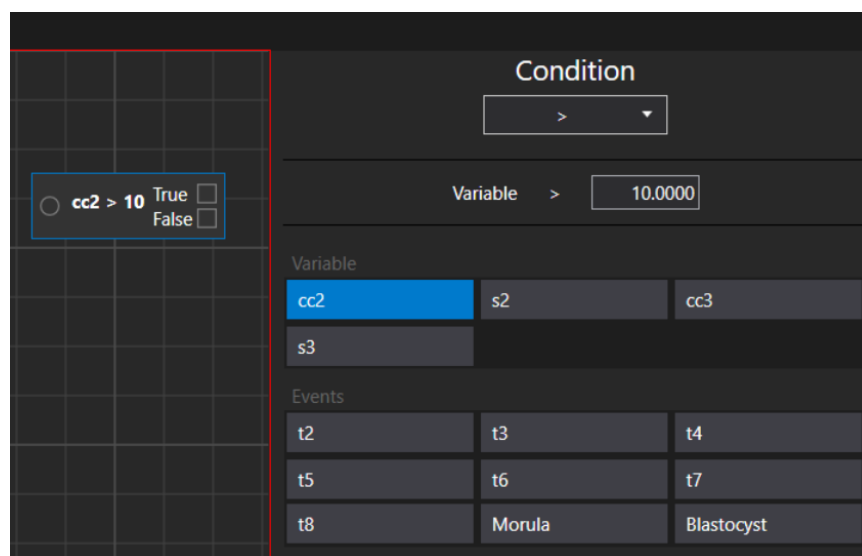 Condition
>
Variable > 10.0000
cc2 > 10 True
False
Variable
cc2 s2 cc3
s3
Events
t2 t3 t4
t5 t6 t7
t8 Morula Blastocyst